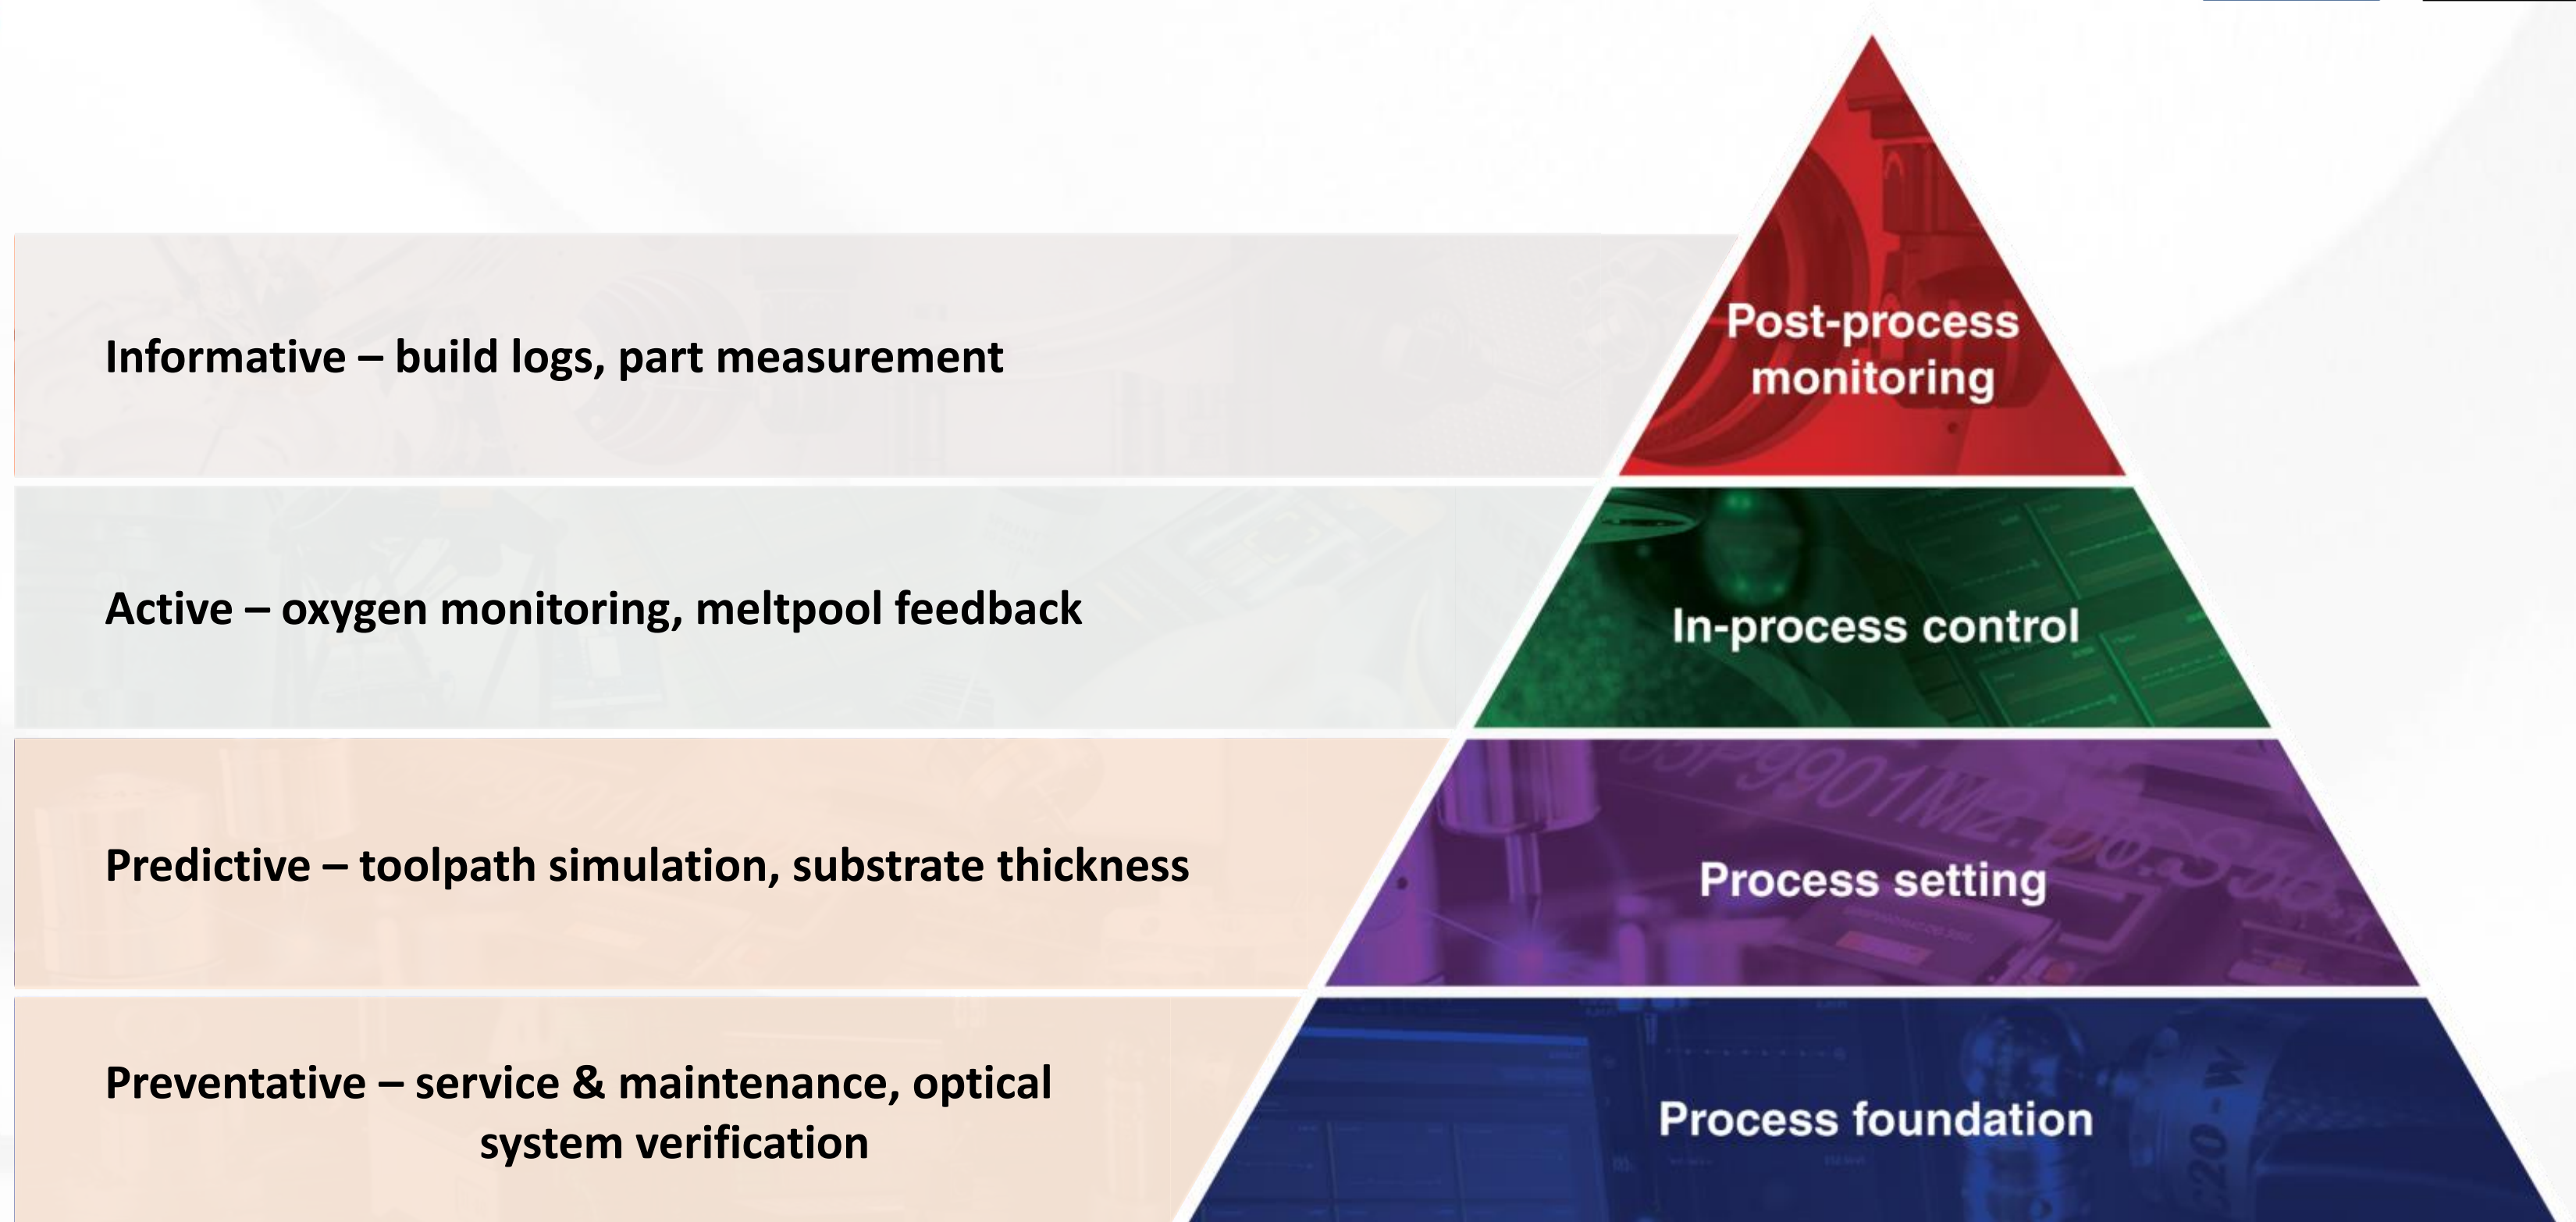 Post-process
monitoring
Informative – build logs, part measurement
In-process control
Active – oxygen monitoring, meltpool feedback
Process setting
Predictive – toolpath simulation, substrate thickness
Process foundation
Preventative – service & maintenance, optical
system verification
20-W